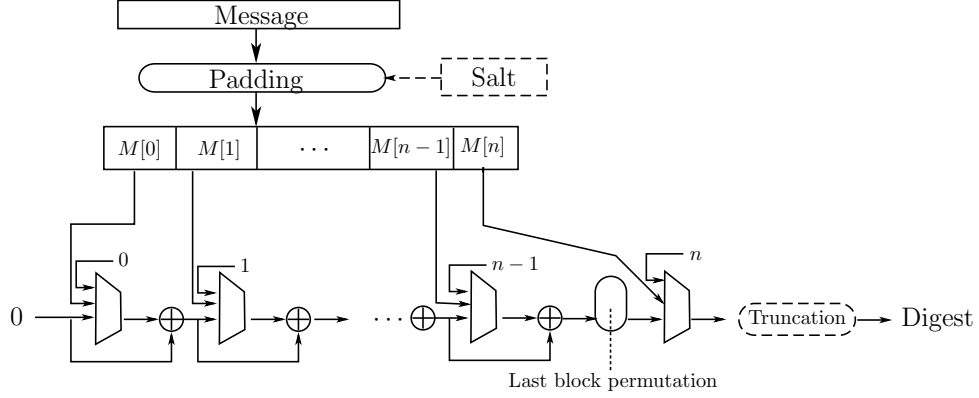 Message
Padding
Salt
M[0] M[1] ··· M[n − 1] M[n]
0 1 n − 1 n
0 ··· Truncation Digest
Last block permutation